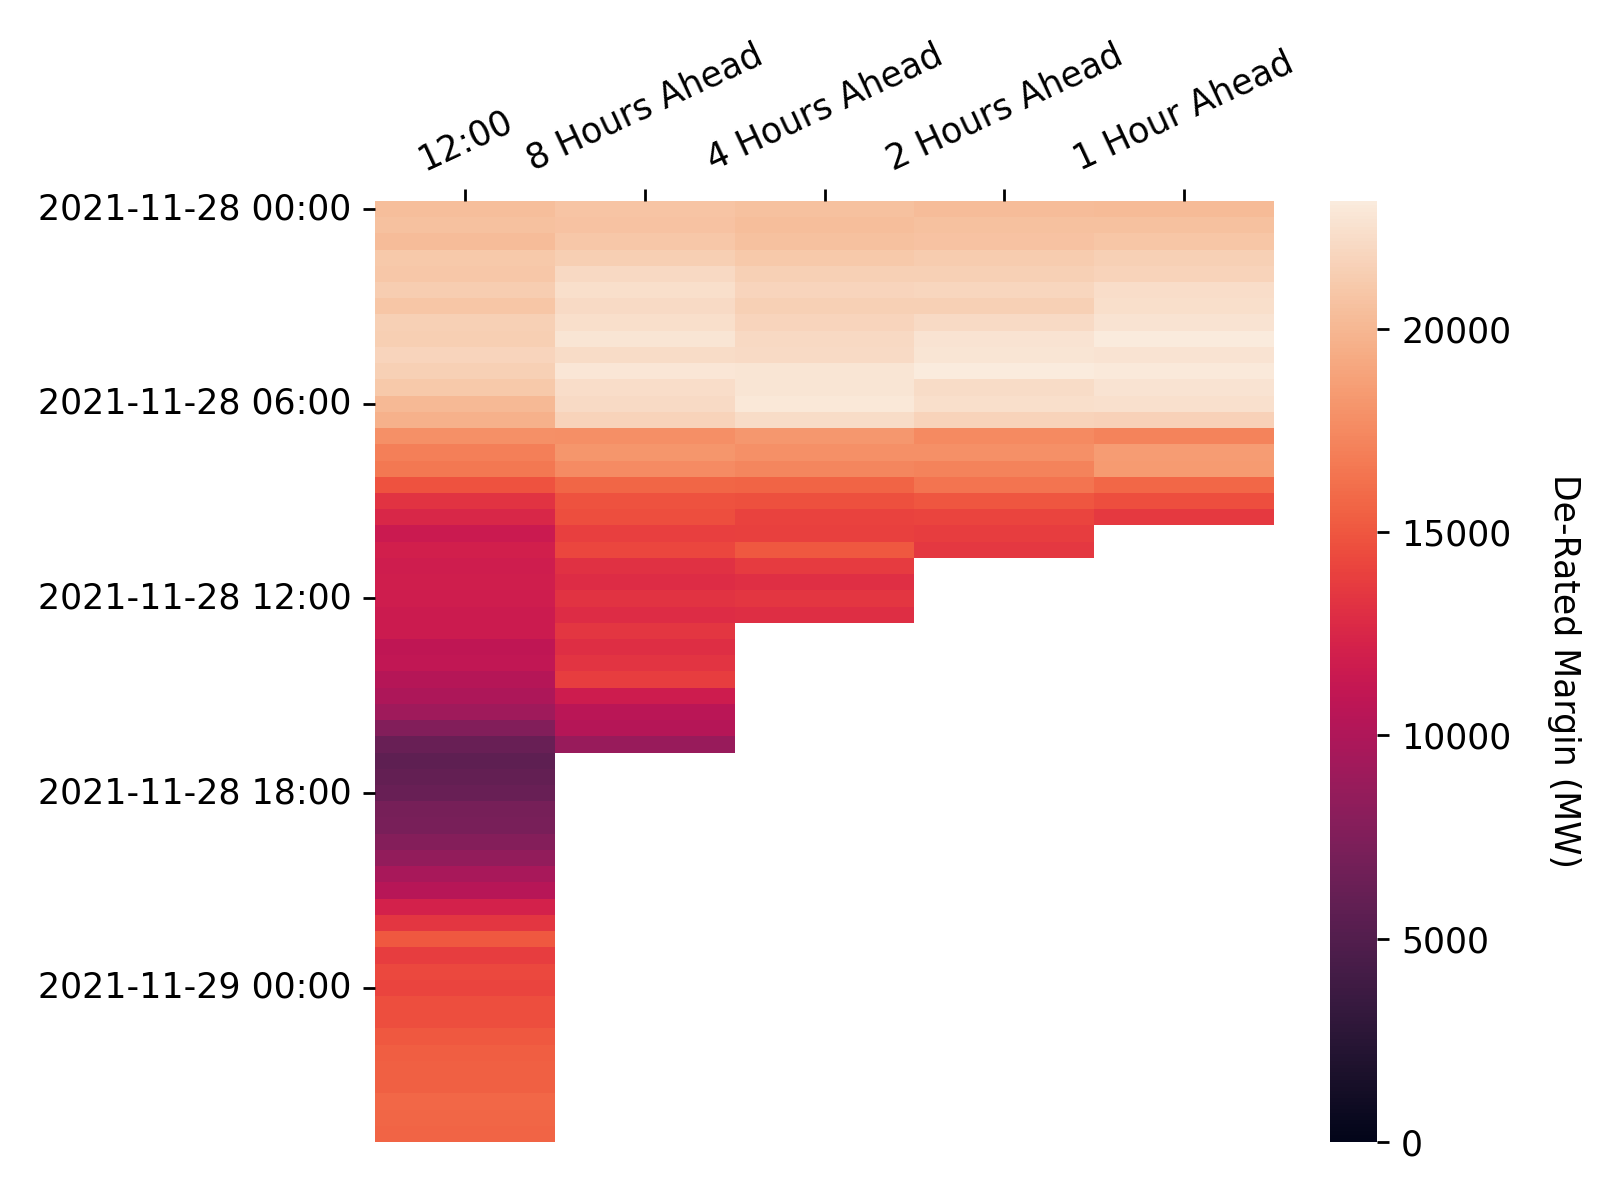 12:00
8 Hours Ahead
4 Hours Ahead
2 Hours Ahead
1 Hour Ahead
2021-11-28 00:00
2021-11-28 06:00
2021-11-28 12:00
2021-11-28 18:00
2021-11-29 00:00
20000
15000
10000
5000
0
De-Rated Margin (MW)